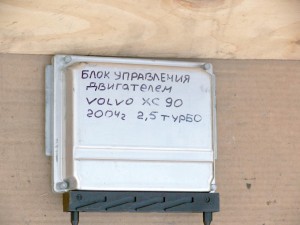 БЛОК УПРАВЛЕНИЯ
ДВИГАТЕЛЕМ
VOLVO XC 90
2004г 2,5 ТУРБО